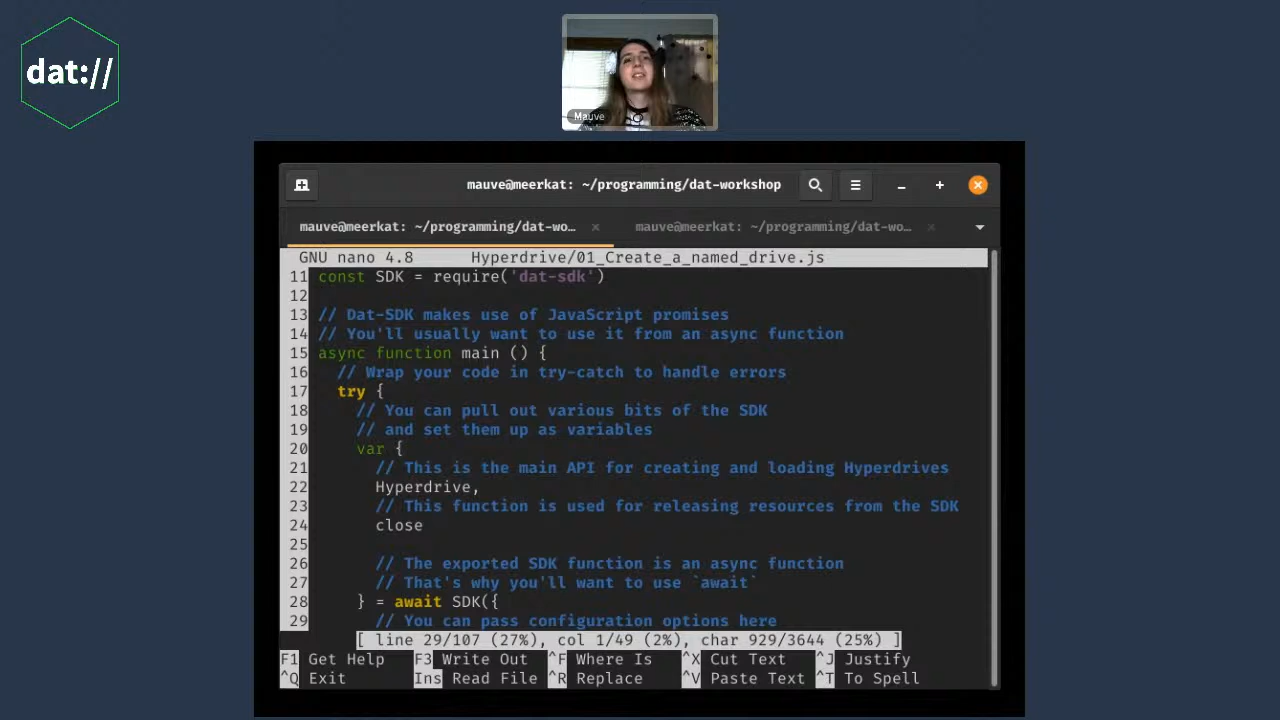 dat://
Mauve
mauve@meerkat: ~/programming/dat-workshop
mauve@meerkat: ~/programming/dat-wo... × mauve@meerkat: ~/programming/dat-wo... ×
GNU nano 4.8 Hyperdrive/01_Create_a_named_drive.js
11 const SDK = require('dat-sdk')
12
13 // Dat-SDK makes use of JavaScript promises
14 // You'll usually want to use it from an async function
15 async function main () {
16 // Wrap your code in try-catch to handle errors
17 try {
18 // You can pull out various bits of the SDK
19 // and set them up as variables
20 var {
21 // This is the main API for creating and loading Hyperdrives
22 Hyperdrive,
23 // This function is used for releasing resources from the SDK
24 close
25
26 // The exported SDK function is an async function
27 // That's why you'll want to use `await`
28 } = await SDK({
29 // You can pass configuration options here
[ line 29/107 (27%), col 1/49 (2%), char 929/3644 (25%) ]
F1 Get Help F3 Write Out ^F Where Is ^X Cut Text ^J Justify
^Q Exit Ins Read File ^R Replace ^V Paste Text ^T To Spell